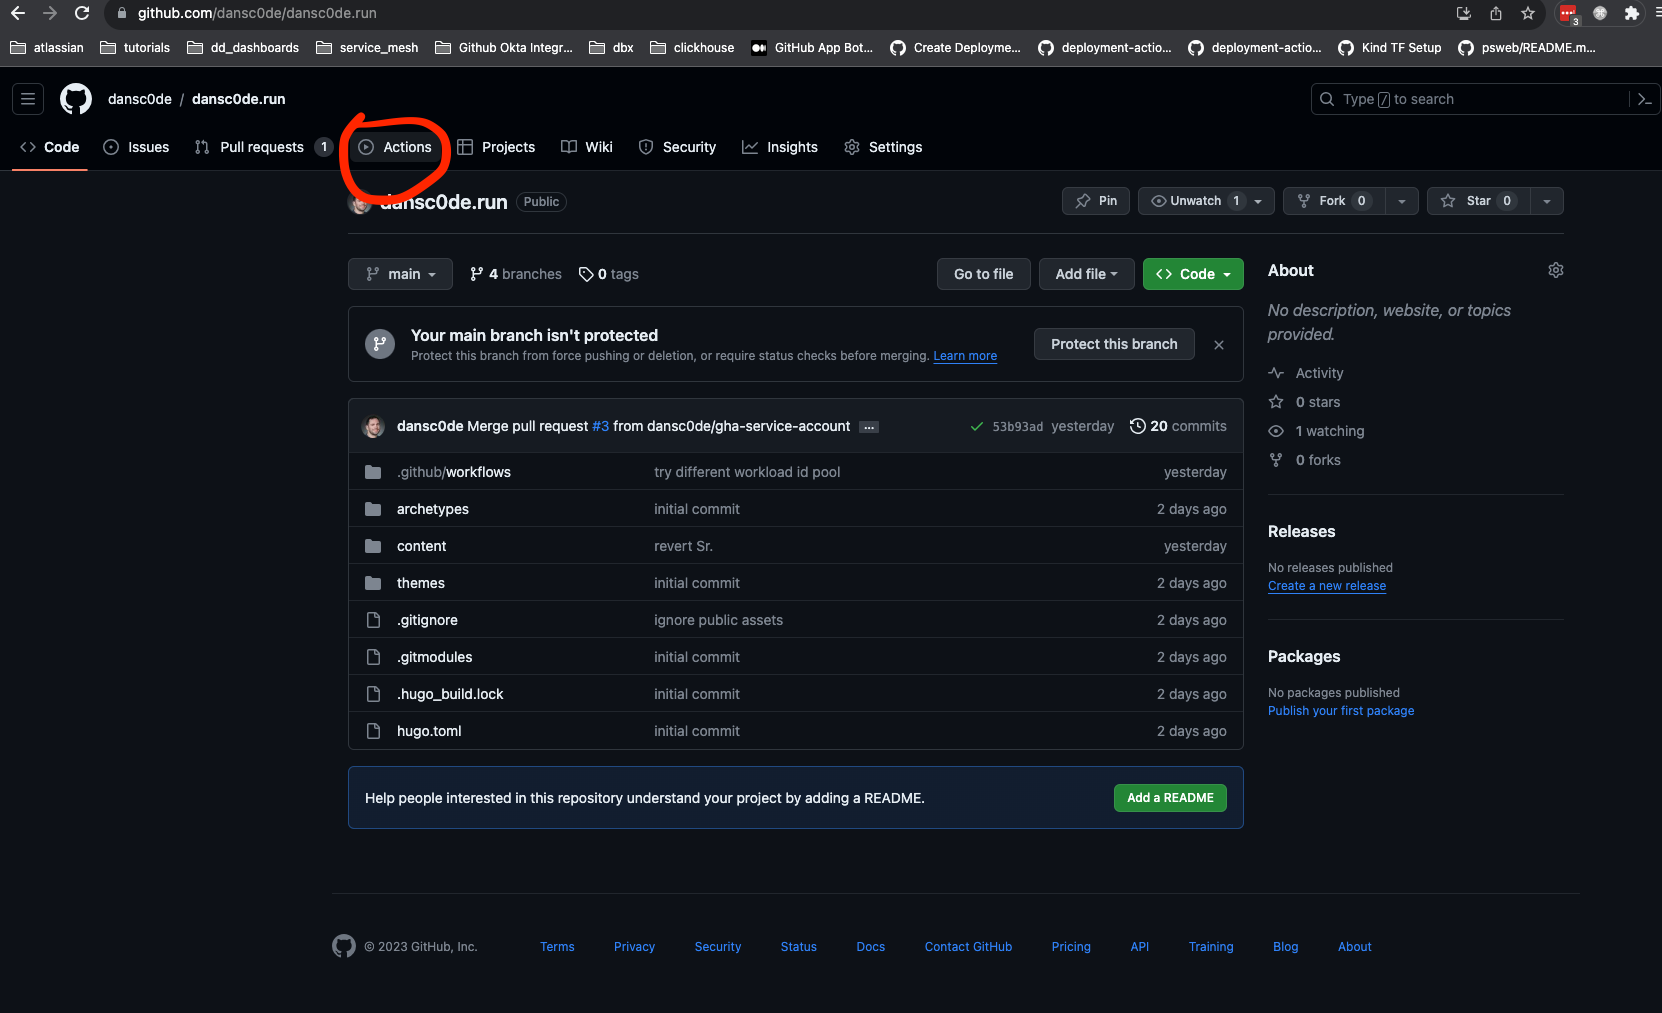 github.com/dansc0de/dansc0de.run
3
atlassian tutorials dd_dashboards service_mesh Github Okta Integr... dbx clickhouse GitHub App Bot... Create Deployme... deployment-actio... deployment-actio... Kind TF Setup psweb/README.m...
dansc0de / dansc0de.run
Type / to search
Code Issues Pull requests 1 Actions Projects Wiki Security Insights Settings
dansc0de.run Public
Pin Unwatch 1 Fork 0 Star 0
main 4 branches 0 tags Go to file Add file Code
Your main branch isn't protected
Protect this branch from force pushing or deletion, or require status checks before merging. Learn more
Protect this branch
dansc0de Merge pull request #3 from dansc0de/gha-service-account ... 53b93ad yesterday 20 commits
.github/workflows try different workload id pool yesterday
archetypes initial commit 2 days ago
content revert Sr. yesterday
themes initial commit 2 days ago
.gitignore ignore public assets 2 days ago
.gitmodules initial commit 2 days ago
.hugo_build.lock initial commit 2 days ago
hugo.toml initial commit 2 days ago
Help people interested in this repository understand your project by adding a README. Add a README
About
No description, website, or topics
provided.
Activity
0 stars
1 watching
0 forks
Releases
No releases published
Create a new release
Packages
No packages published
Publish your first package
© 2023 GitHub, Inc. Terms Privacy Security Status Docs Contact GitHub Pricing API Training Blog About